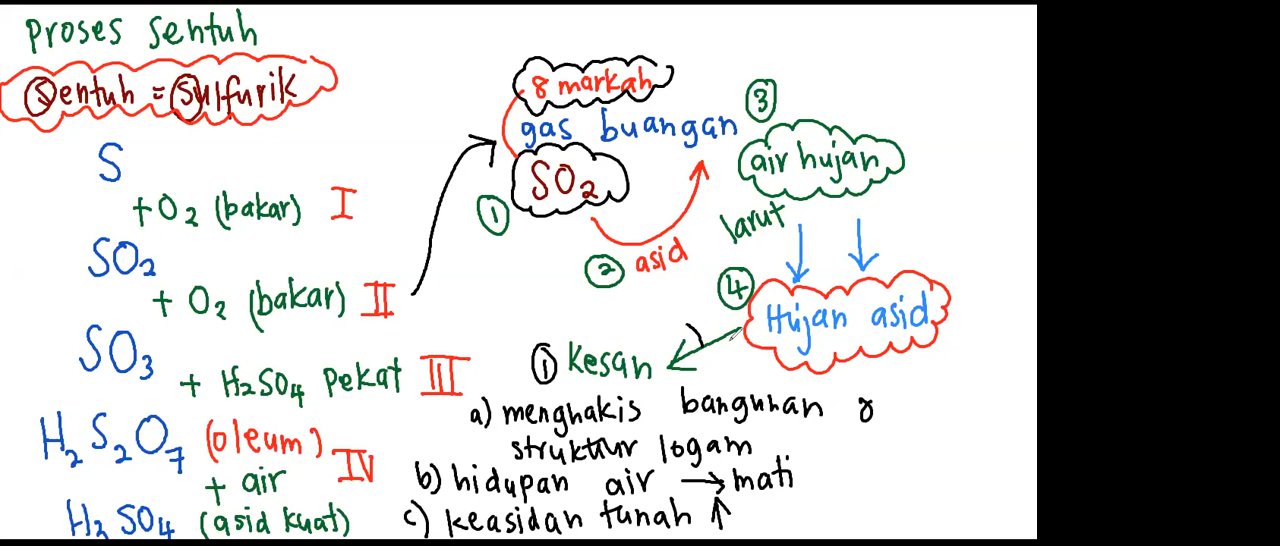 Proses Sentuh
Sentuh = Sulfurik
S
+ O2 (bakar) I
SO2
+ O2 (bakar) II
SO3
+ H2SO4 Pekat III
H2S2O7 (oleum)
+ air IV
H2SO4 (asid kuat)
8 markah
gas buangan
SO2
1
2 asid
3
air hujan
larut
4
Hujan asid
1 Kesan
a) menghakis bangunan &
struktur logam
b) hidupan air → mati
c) keasidan tanah ↑